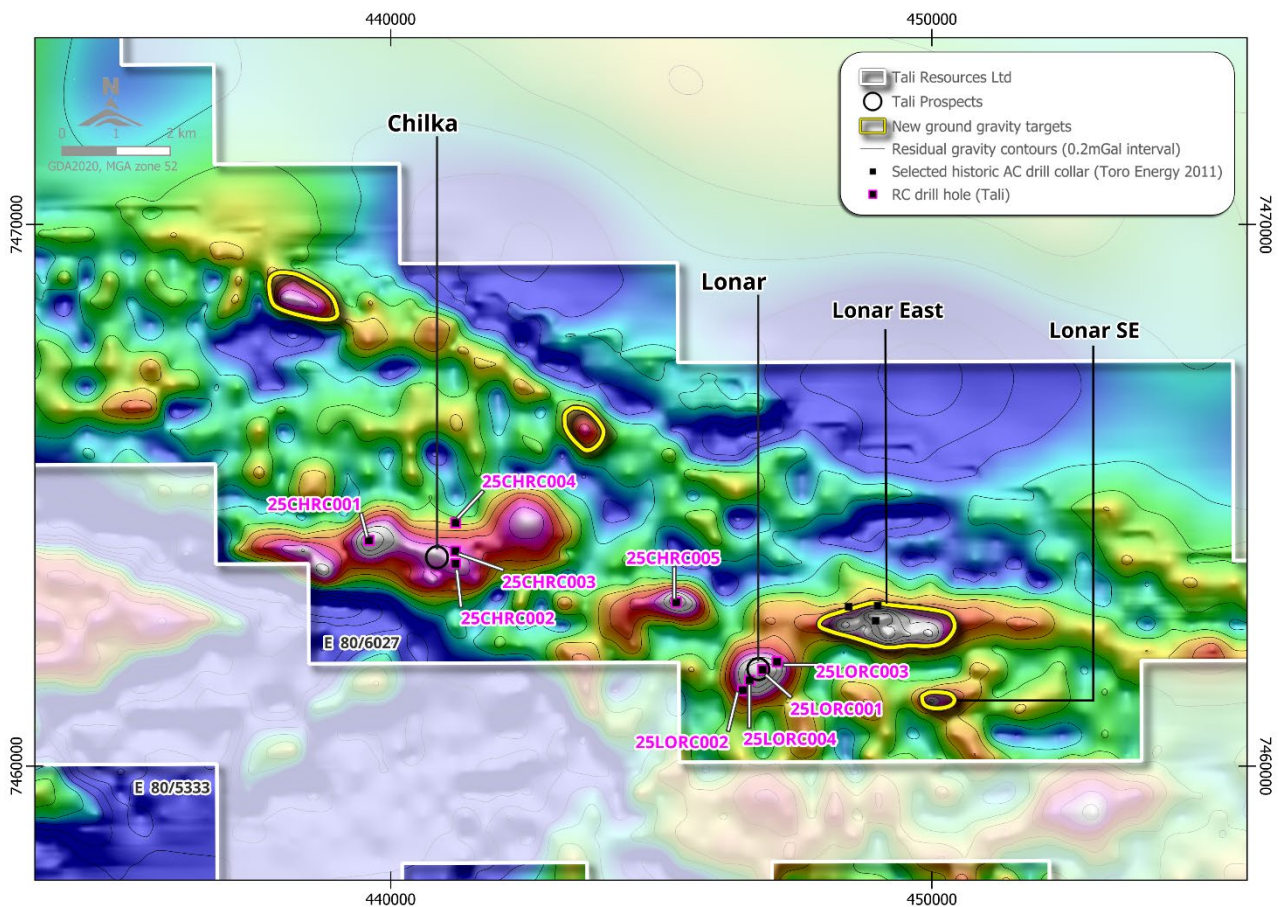 440000
450000
N
0 1 2 km
GDA2020, MGA zone 52
Tali Resources Ltd
Tali Prospects
New ground gravity targets
Residual gravity contours (0.2mGal interval)
Selected historic AC drill collar (Toro Energy 2011)
RC drill hole (Tali)
Chilka
7470000
7470000
Lonar
Lonar East
Lonar SE
25CHRC004
25CHRC001
25CHRC005
25CHRC003
25CHRC002
E 80/6027
25LORC003
25LORC001
25LORC002
25LORC004
7460000
7460000
E 80/5333
440000
450000